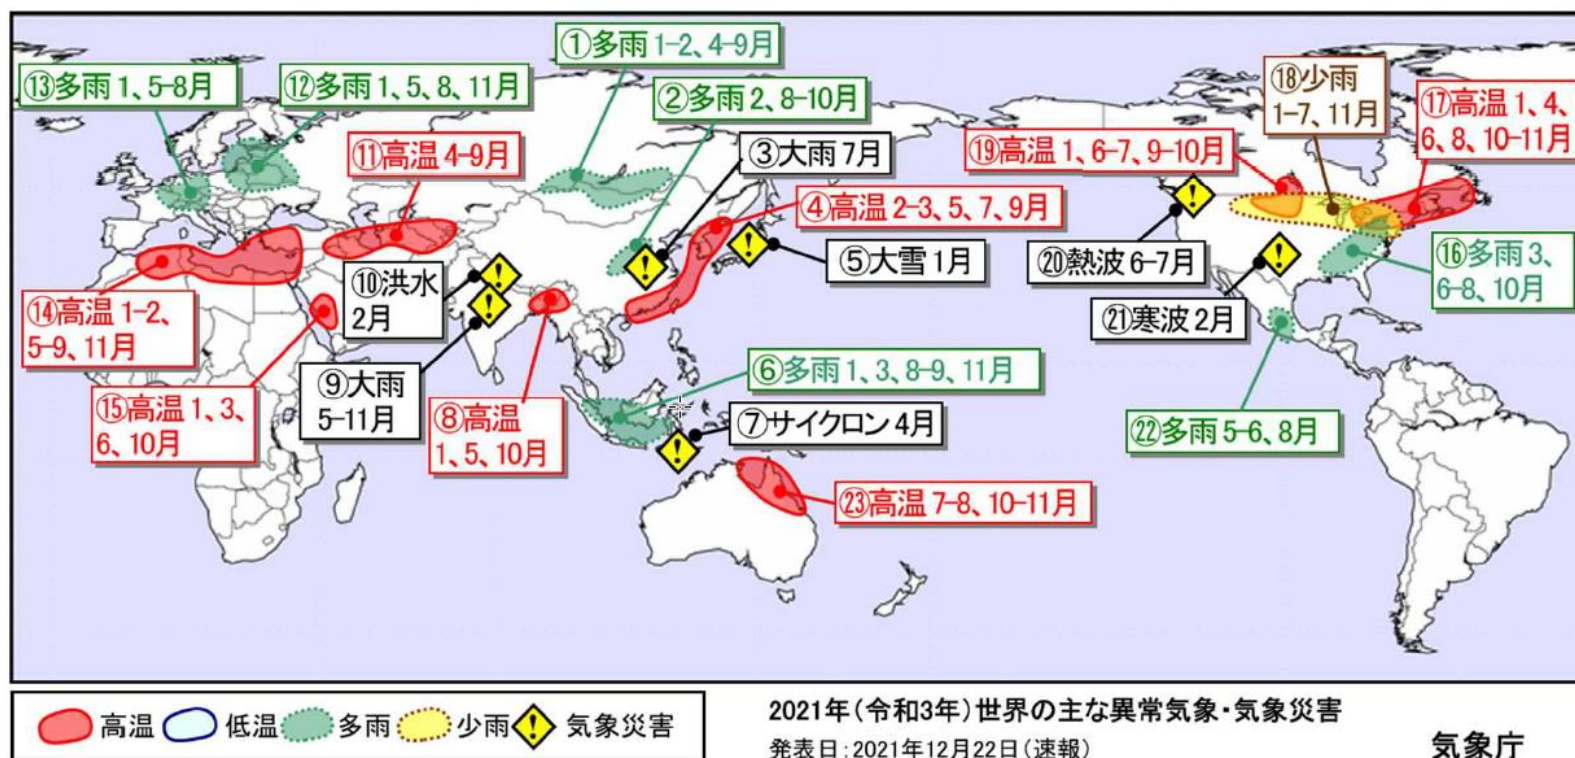 ①多雨 1-2、4-9月
⑬多雨 1、5-8月
⑫多雨 1、5、8、11月
②多雨 2、8-10月
⑱少雨
1-7、11月
⑰高温 1、4、
6、8、10-11月
⑪高温 4-9月
③大雨 7月
⑲高温 1、6-7、9-10月
④高温 2-3、5、7、9月
⑤大雪 1月
⑳熱波 6-7月
⑯多雨 3、
6-8、10月
⑩洪水
2月
⑭高温 1-2、
5-9、11月
㉑寒波 2月
⑨大雨
5-11月
⑥多雨 1、3、8-9、11月
⑮高温 1、3、
6、10月
⑧高温
1、5、10月
⑦サイクロン 4月
㉒多雨 5-6、8月
㉓高温 7-8、10-11月
高温 低温 多雨 少雨 気象災害
2021年(令和3年)世界の主な異常気象・気象災害
発表日:2021年12月22日(速報)
気象庁